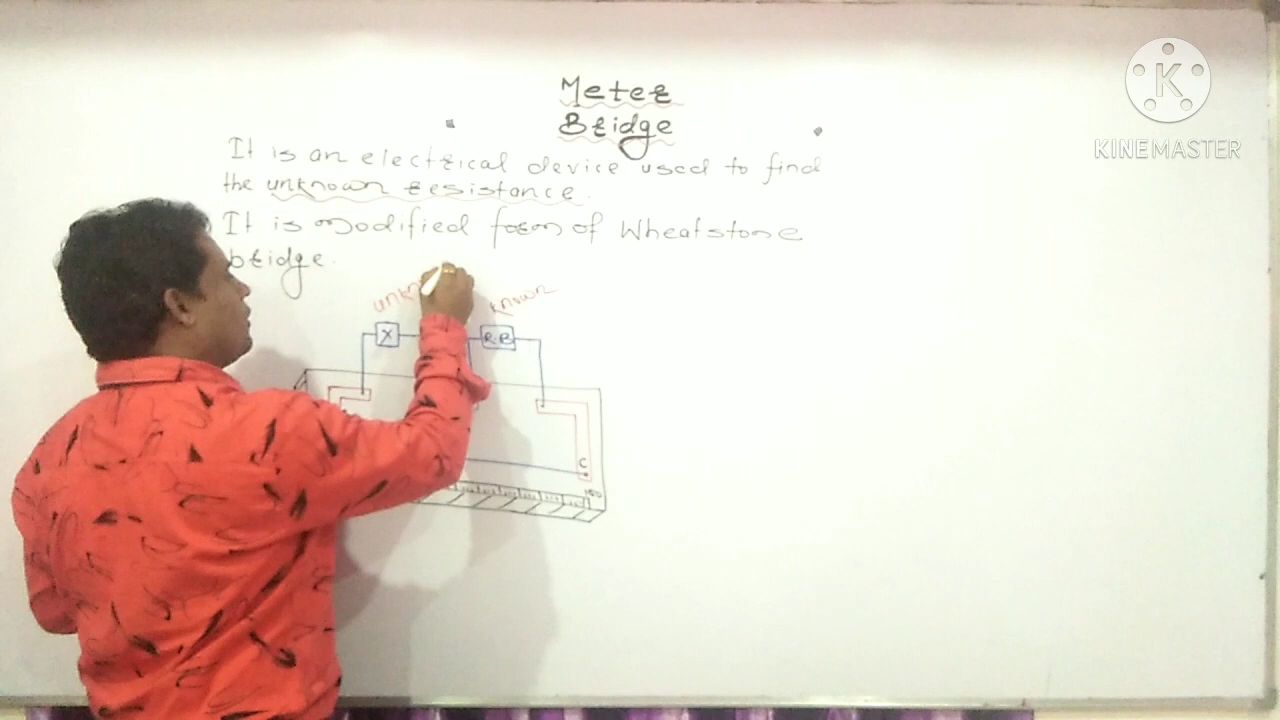 Meter
Bridge
It is an electrical device used to find
the unknown resistance.
It is modified form of Wheatstone
bridge.
known
X
R.B
C
100
K
KINEMASTER